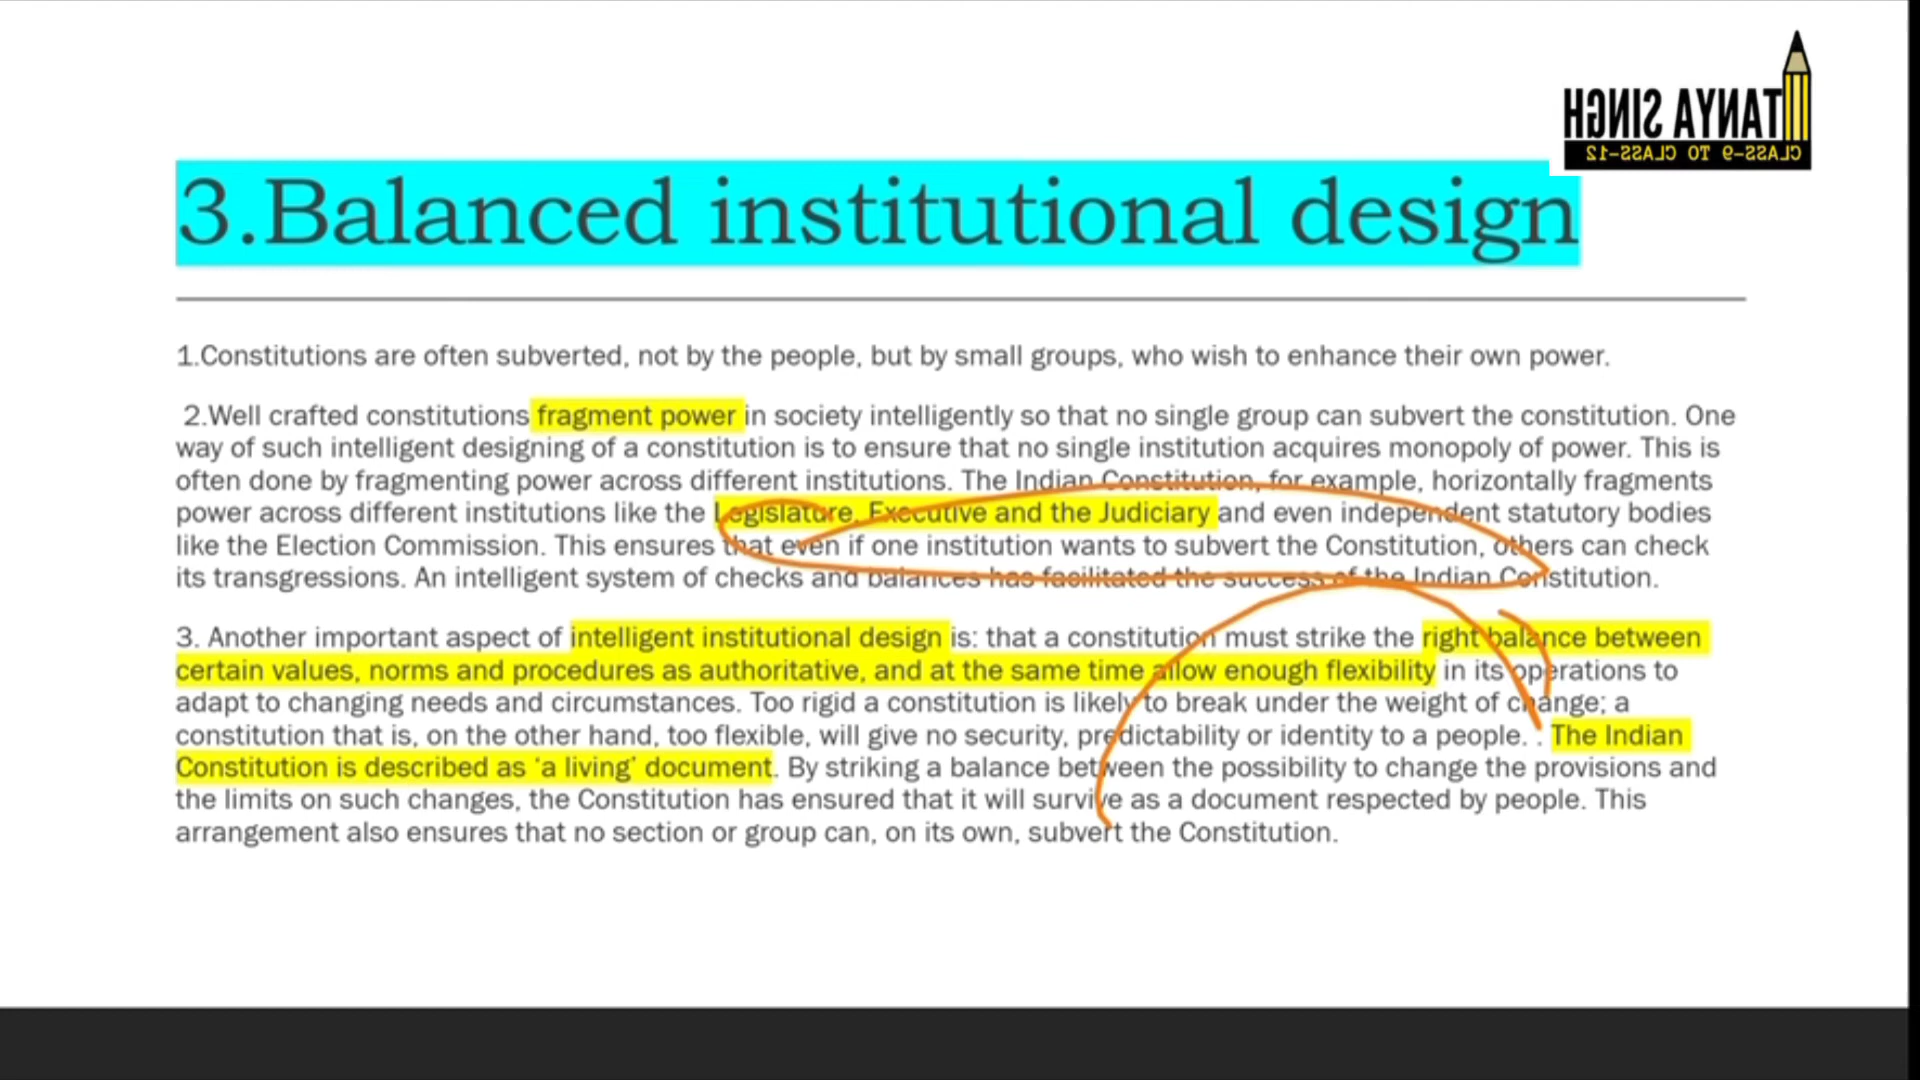 TANYA SINGH
CLASS-9 TO CLASS-12
3.Balanced institutional design
1.Constitutions are often subverted, not by the people, but by small groups, who wish to enhance their own power.
2.Well crafted constitutions fragment power in society intelligently so that no single group can subvert the constitution. One
way of such intelligent designing of a constitution is to ensure that no single institution acquires monopoly of power. This is
often done by fragmenting power across different institutions. The Indian Constitution, for example, horizontally fragments
power across different institutions like the Legislature, Executive and the Judiciary and even independent statutory bodies
like the Election Commission. This ensures that even if one institution wants to subvert the Constitution, others can check
its transgressions. An intelligent system of checks and balances has facilitated the success of the Indian Constitution.
3. Another important aspect of intelligent institutional design is: that a constitution must strike the right balance between
certain values, norms and procedures as authoritative, and at the same time allow enough flexibility in its operations to
adapt to changing needs and circumstances. Too rigid a constitution is likely to break under the weight of change; a
constitution that is, on the other hand, too flexible, will give no security, predictability or identity to a people. . The Indian
Constitution is described as ‘a living’ document. By striking a balance between the possibility to change the provisions and
the limits on such changes, the Constitution has ensured that it will survive as a document respected by people. This
arrangement also ensures that no section or group can, on its own, subvert the Constitution.